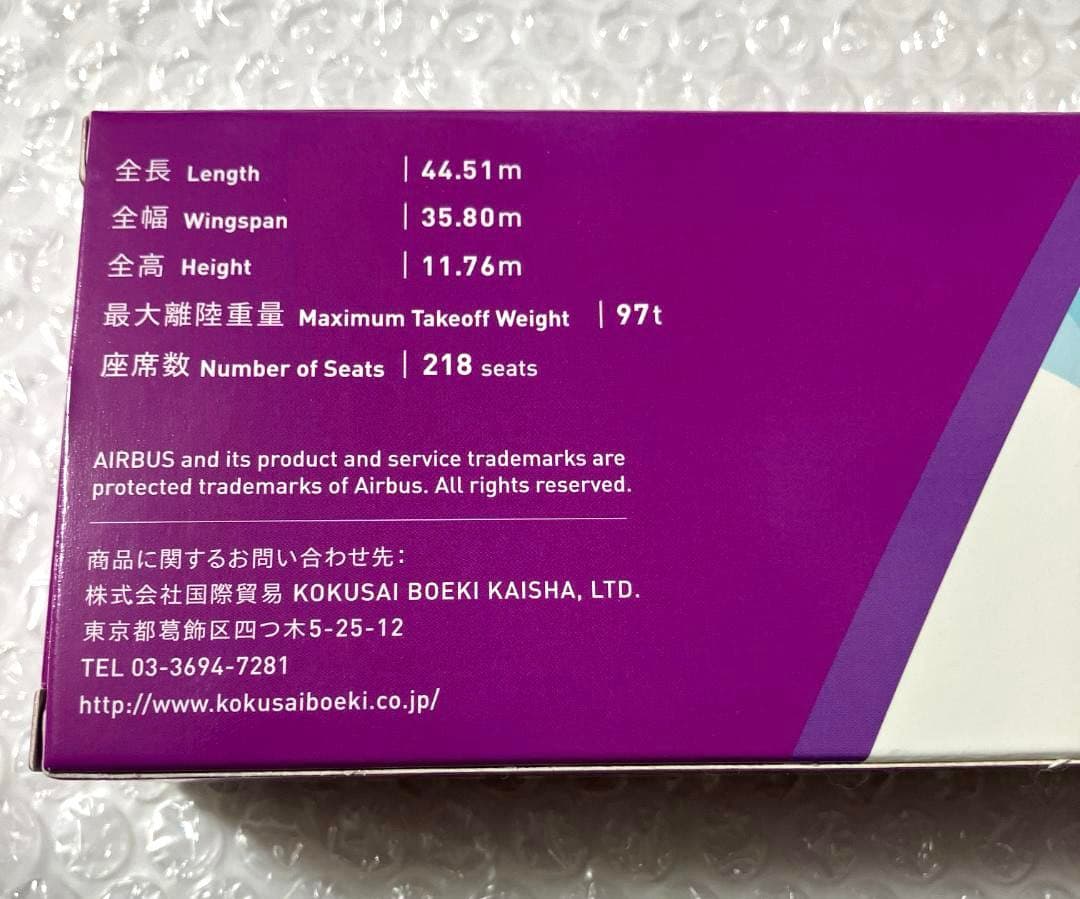 全長 Length | 44.51m
全幅 Wingspan | 35.80m
全高 Height | 11.76m
最大離陸重量 Maximum Takeoff Weight | 97t
座席数 Number of Seats | 218 seats
AIRBUS and its product and service trademarks are
protected trademarks of Airbus. All rights reserved.
商品に関するお問い合わせ先:
株式会社国際貿易 KOKUSAI BOEKI KAISHA, LTD.
東京都葛飾区四つ木5-25-12
TEL 03-3694-7281
http://www.kokusaiboeki.co.jp/